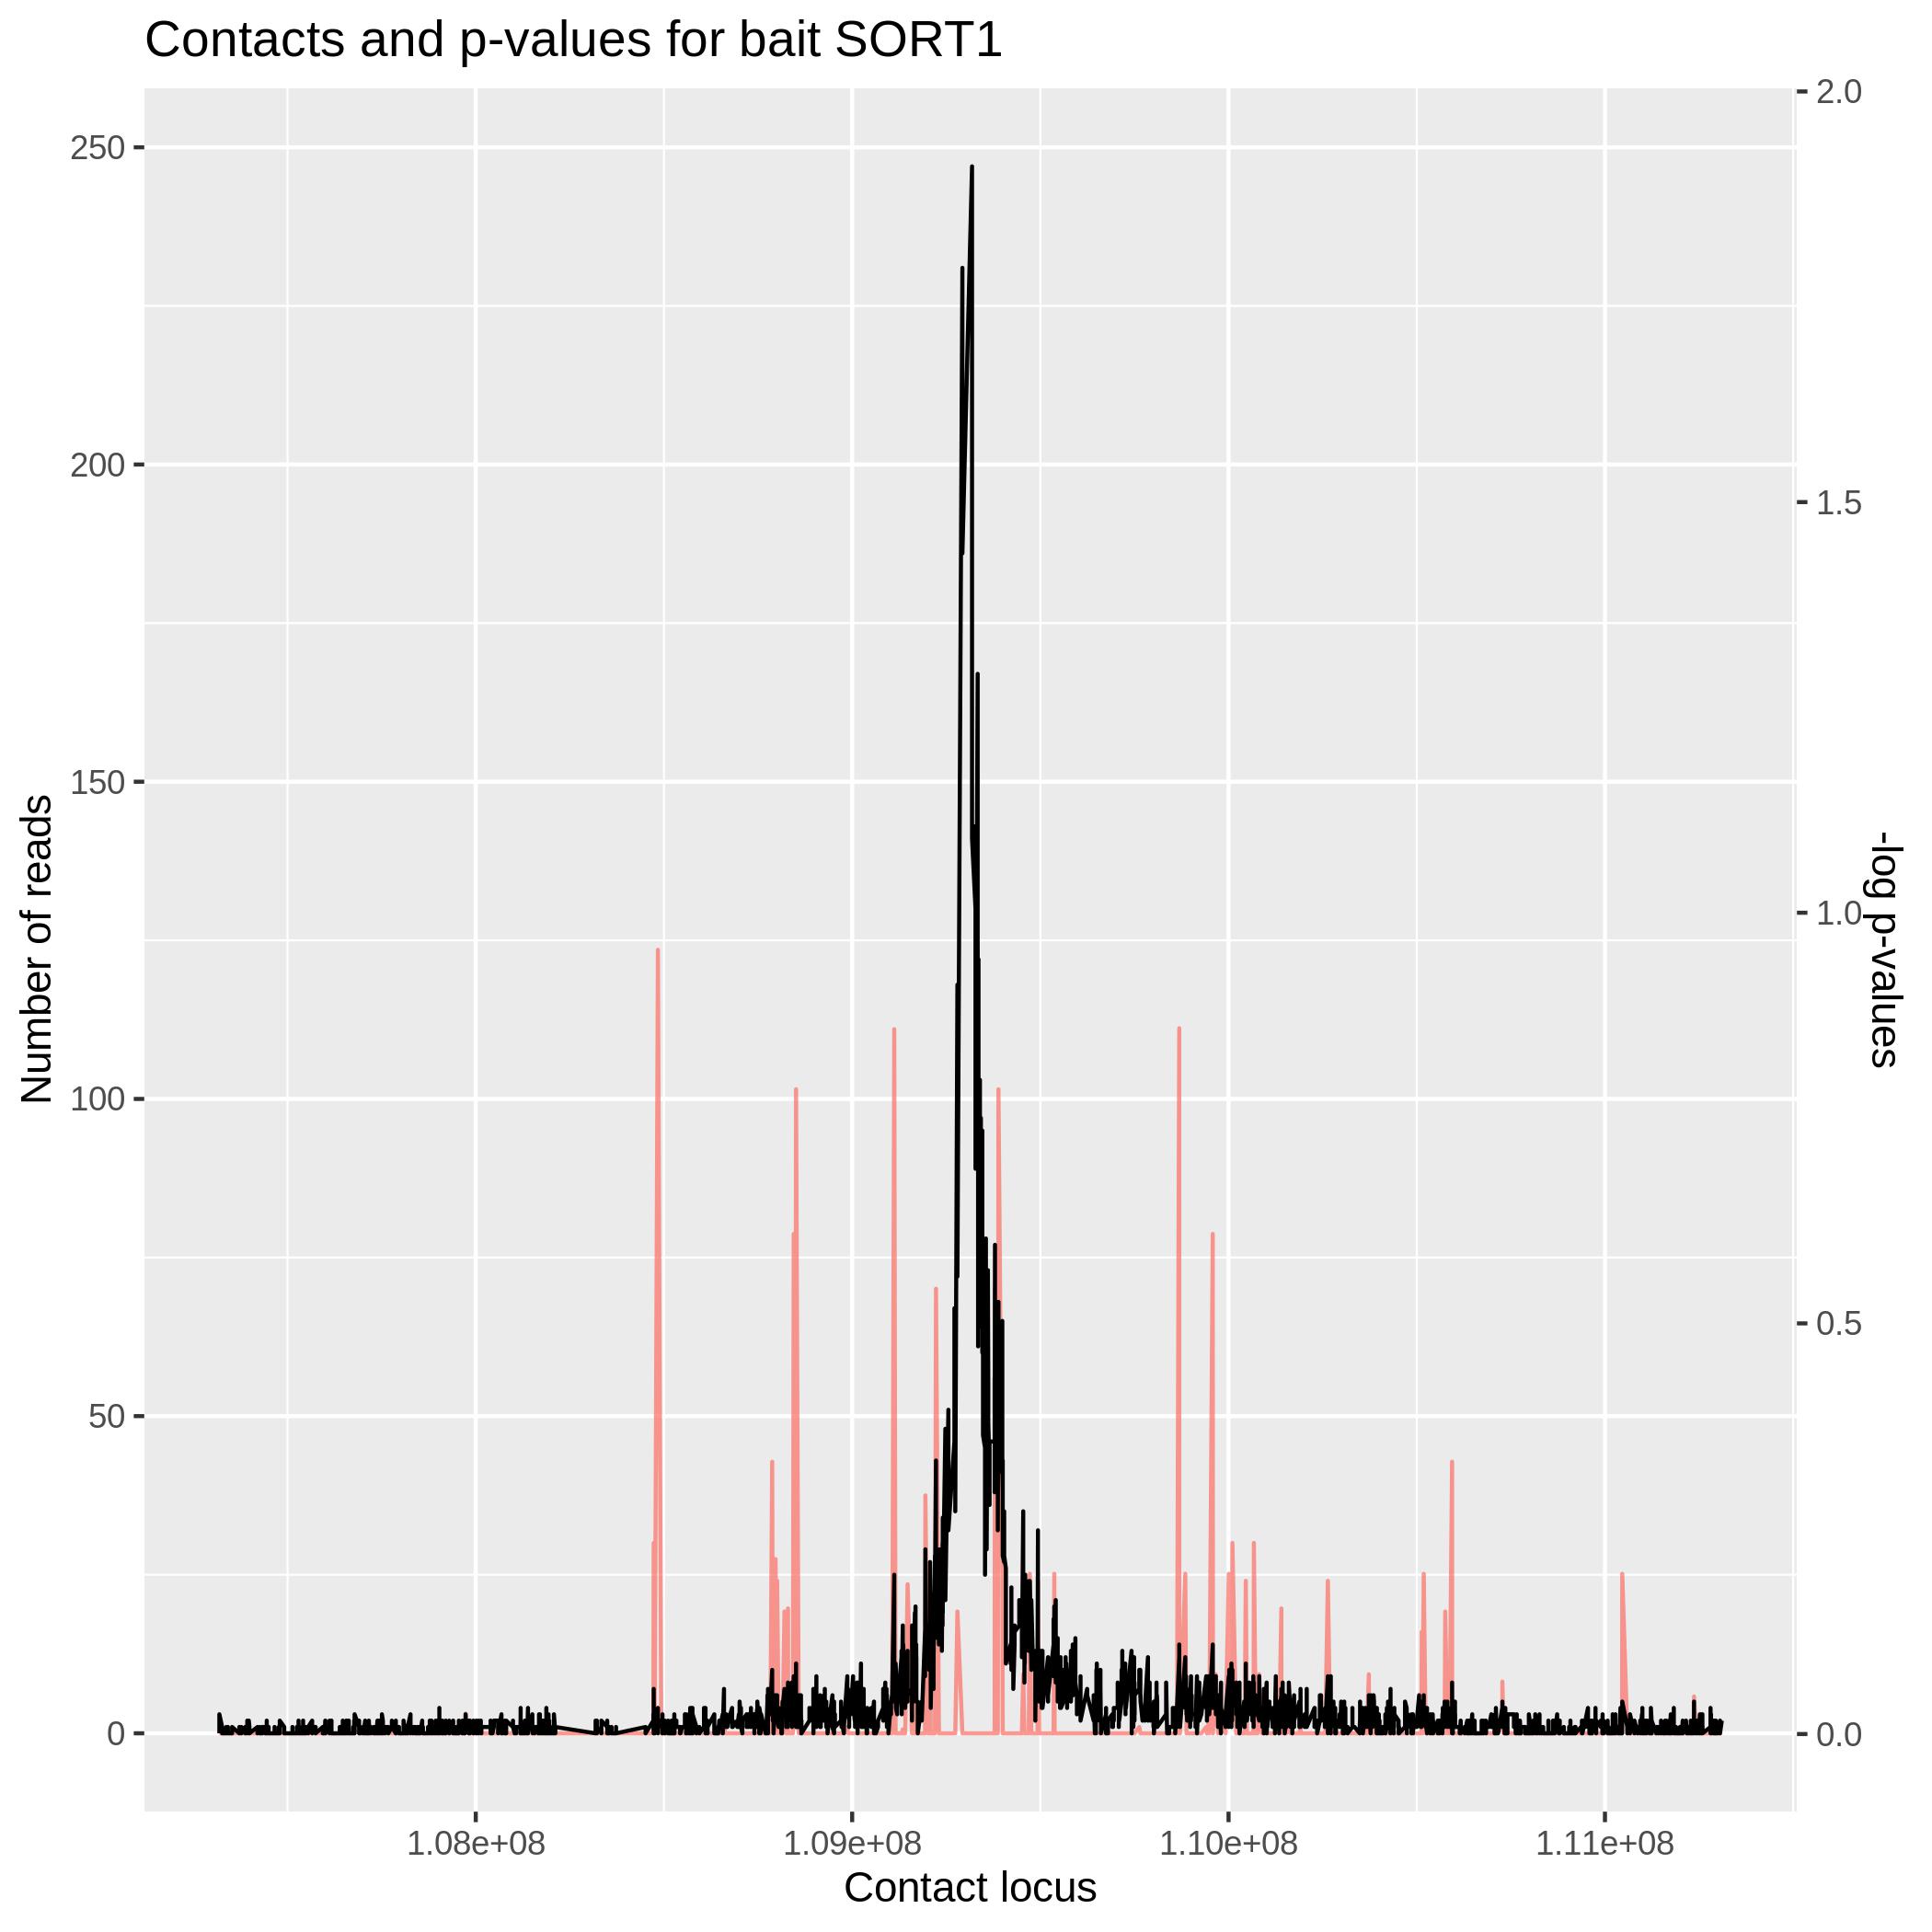 Contacts and p-values for bait SORT1
Number of reads
250
200
150
100
50
0
2.0
1.5
1.0
0.5
0.0
-log p-values
1.08e+08
1.09e+08
1.10e+08
1.11e+08
Contact locus